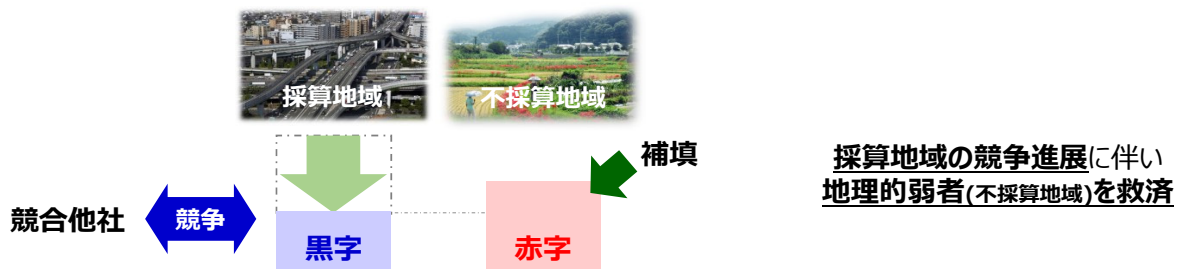 採算地域
不採算地域
補填
採算地域の競争進展に伴い
地理的弱者(不採算地域)を救済
競合他社
競争
黒字
赤字